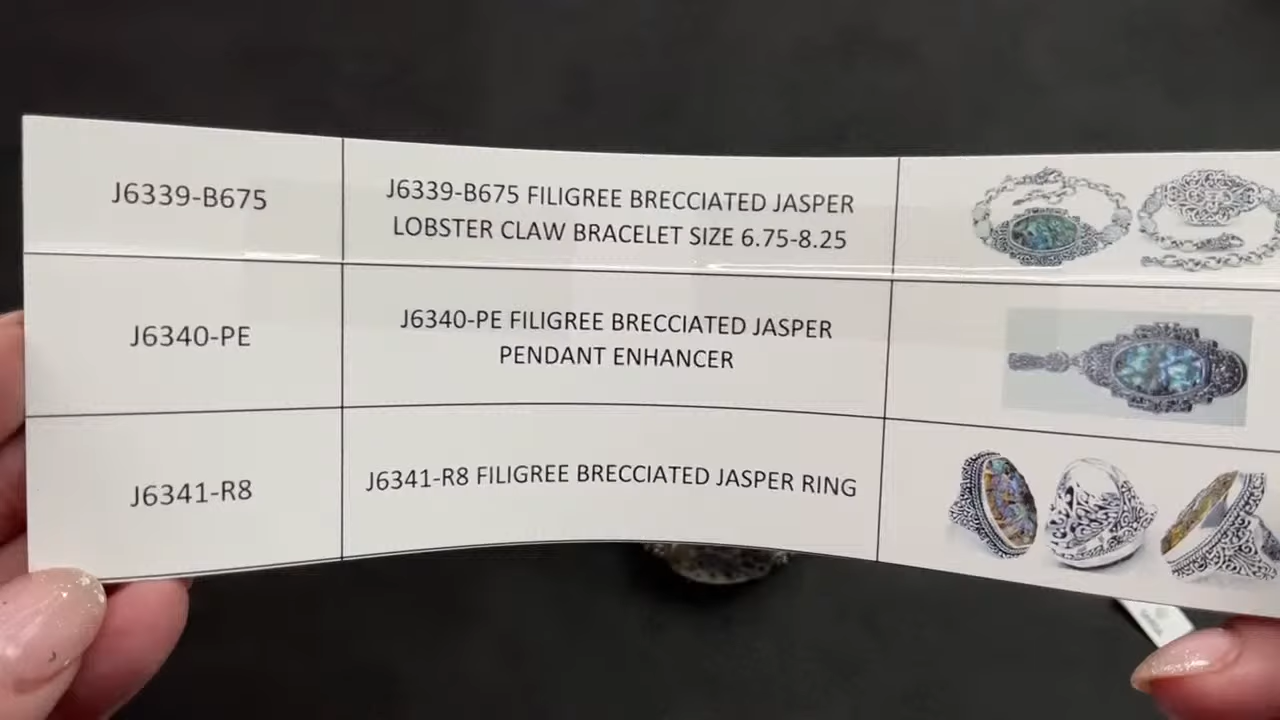 J6339-B675
J6339-B675 FILIGREE BRECCIATED JASPER
LOBSTER CLAW BRACELET SIZE 6.75-8.25
J6340-PE
J6340-PE FILIGREE BRECCIATED JASPER
PENDANT ENHANCER
J6341-R8
J6341-R8 FILIGREE BRECCIATED JASPER RING